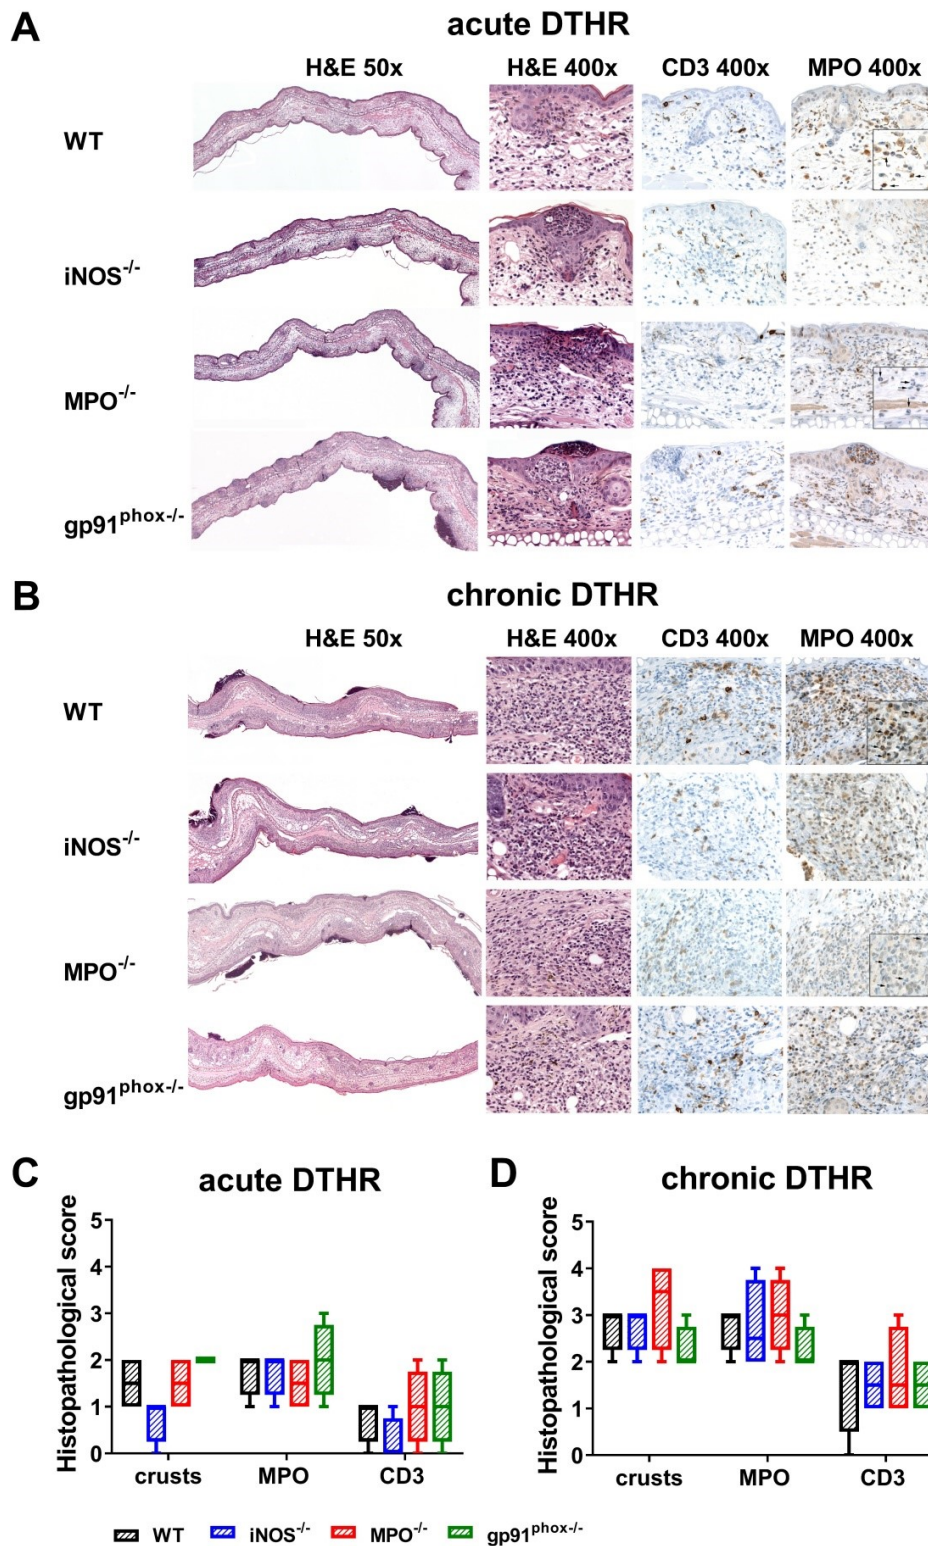 A
acute DTHR
H&E 50x H&E 400x CD3 400x MPO 400x
WT
iNOS-/-
MPO-/-
gp91phox-/-
B
chronic DTHR
H&E 50x H&E 400x CD3 400x MPO 400x
WT
iNOS-/-
MPO-/-
gp91phox-/-
C
acute DTHR
Histopathological score
5
4
3
2
1
0
crusts MPO CD3
D
chronic DTHR
Histopathological score
5
4
3
2
1
0
crusts MPO CD3
WT iNOS-/- MPO-/- gp91phox-/-